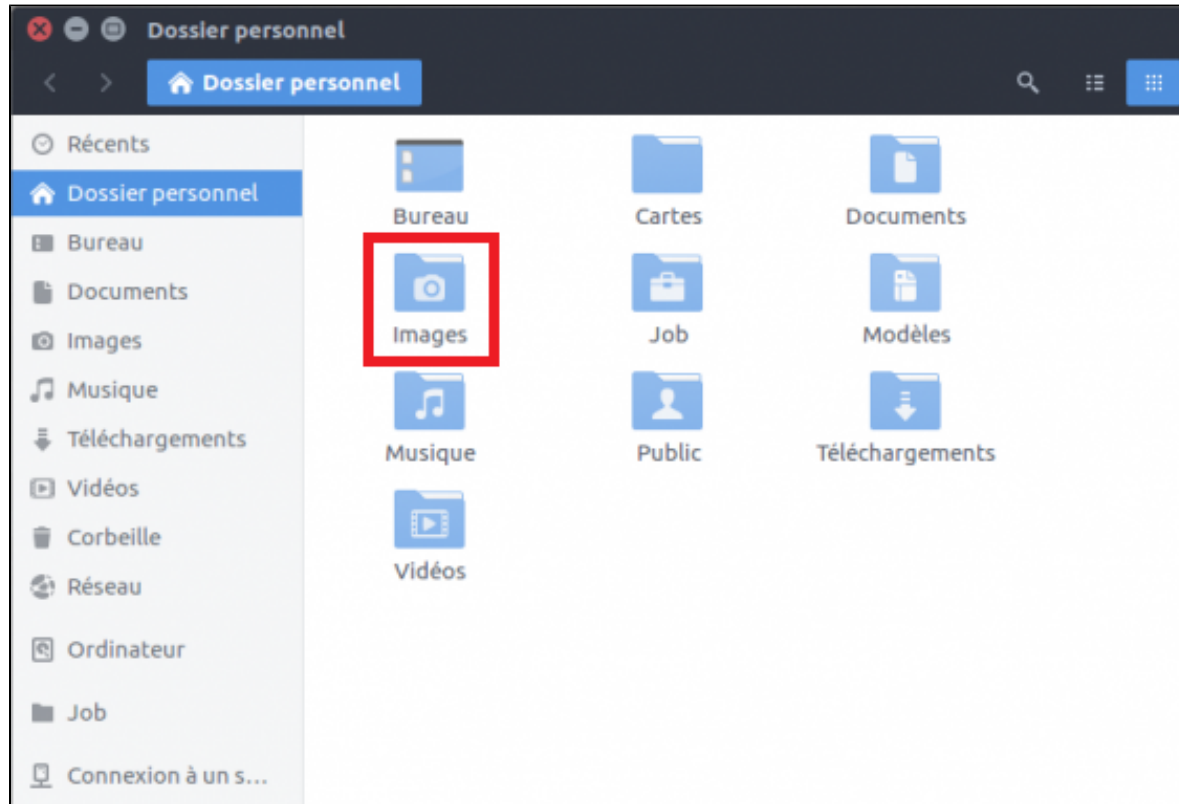 Dossier personnel
Dossier personnel
Récents
Dossier personnel
Bureau
Documents
Images
Musique
Téléchargements
Vidéos
Corbeille
Réseau
Ordinateur
Job
Connexion à un s...
Bureau Cartes Documents
Images Job Modèles
Musique Public Téléchargements
Vidéos